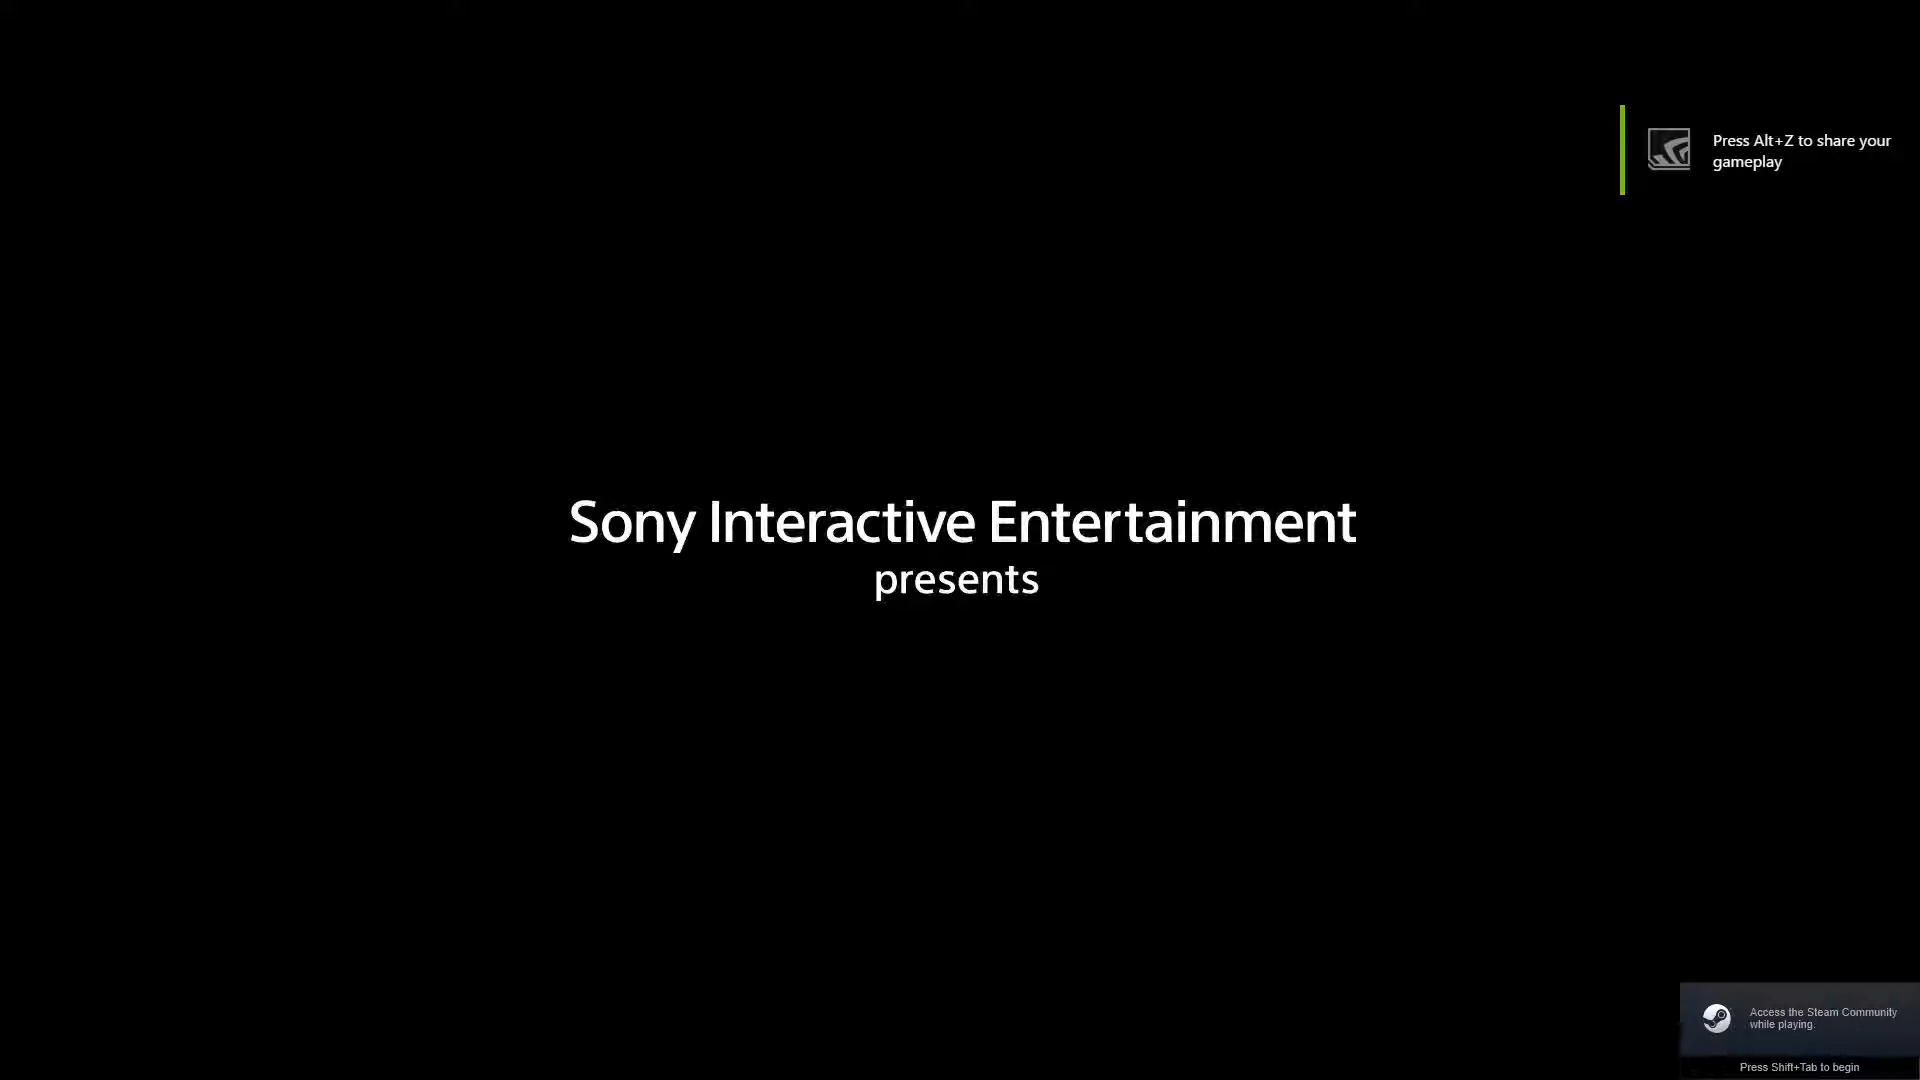 Press Alt+Z to share your
gameplay
Sony Interactive Entertainment
presents
Access the Steam Community
while playing.
Press Shift+Tab to begin